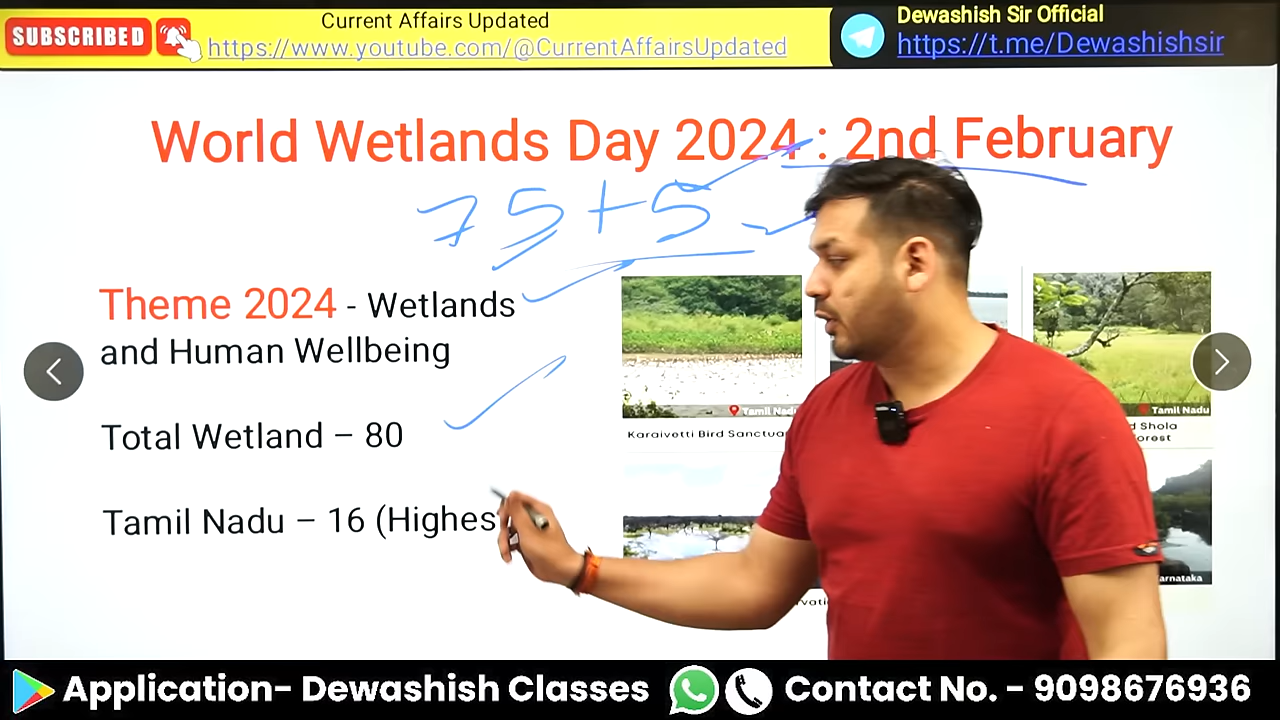 SUBSCRIBED
Current Affairs Updated
https://www.youtube.com/@CurrentAffairsUpdated
Dewashish Sir Official
https://t.me/Dewashishsir
World Wetlands Day 2024 : 2nd February
75+5
Theme 2024 - Wetlands
and Human Wellbeing
Total Wetland – 80
Tamil Nadu – 16 (Highes
Tamil Nadu
Karaivetti Bird Sanctua
Tamil Nadu
d Shola
orest
arnataka
rvati
Application- Dewashish Classes
Contact No. - 9098676936